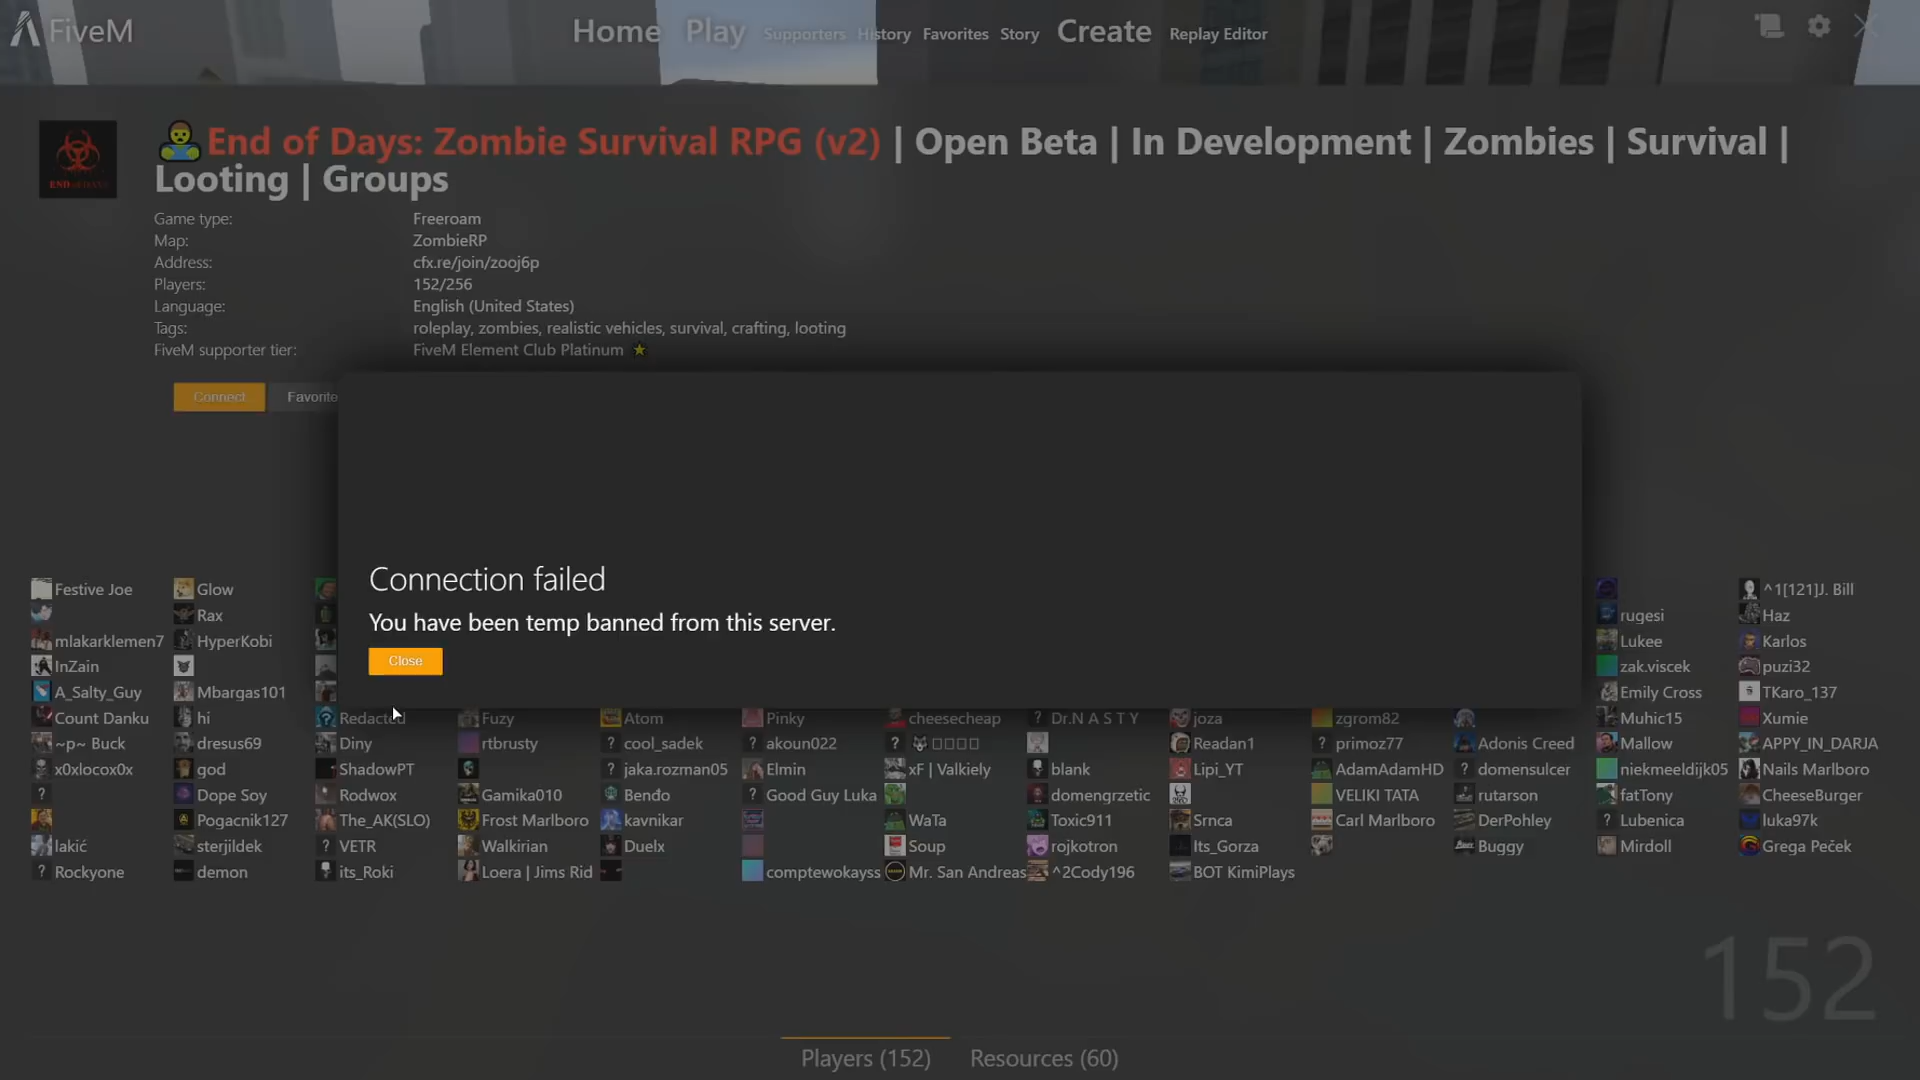 FiveM
Home Play Supporters History Favorites Story Create Replay Editor
End of Days: Zombie Survival RPG (v2) | Open Beta | In Development | Zombies | Survival |
Looting | Groups
END OF DAYS
Game type: Freeroam
Map: ZombieRP
Address: cfx.re/join/zooj6p
Players: 152/256
Language: English (United States)
Tags: roleplay, zombies, realistic vehicles, survival, crafting, looting
FiveM supporter tier: FiveM Element Club Platinum
Connect Favorite
Connection failed
You have been temp banned from this server.
Close
Festive Joe Glow ^1[121]J. Bill
Rax rugesi Haz
mlakarklemen7 HyperKobi Lukee Karlos
InZain zak.viscek puzi32
A_Salty_Guy Mbargas101 Emily Cross TKaro_137
Count Danku hi Redacted Fuzy Atom Pinky cheesecheap ? Dr.N A S T Y joza zgrom82 Muhic15 Xumie
~p~ Buck dresus69 Diny rtbrusty ? cool_sadek ? akoun022 ? Readan1 ? primoz77 Adonis Creed Mallow APPY_IN_DARJA
x0xlocox0x god ShadowPT ? jaka.rozman05 Elmin xF | Valkiely blank Lipi_YT AdamAdamHD ? domensulcer niekmeeldijk05 Nails Marlboro
? Dope Soy Rodwox Gamika010 Benđo ? Good Guy Luka domengrzetic VELIKI TATA rutarson fatTony CheeseBurger
Pogacnik127 The_AK(SLO) Frost Marlboro kavnikar WaTa Toxic911 Srnca Carl Marlboro DerPohley ? Lubenica luka97k
lakić sterjildek ? VETR Walkirian Duelx Soup rojkotron Its_Gorza Buggy Mirdoll Grega Peček
? Rockyone demon its_Roki Loera | Jims Rid comptewokayss Mr. San Andreas ^2Cody196 BOT KimiPlays
152
Players (152) Resources (60)